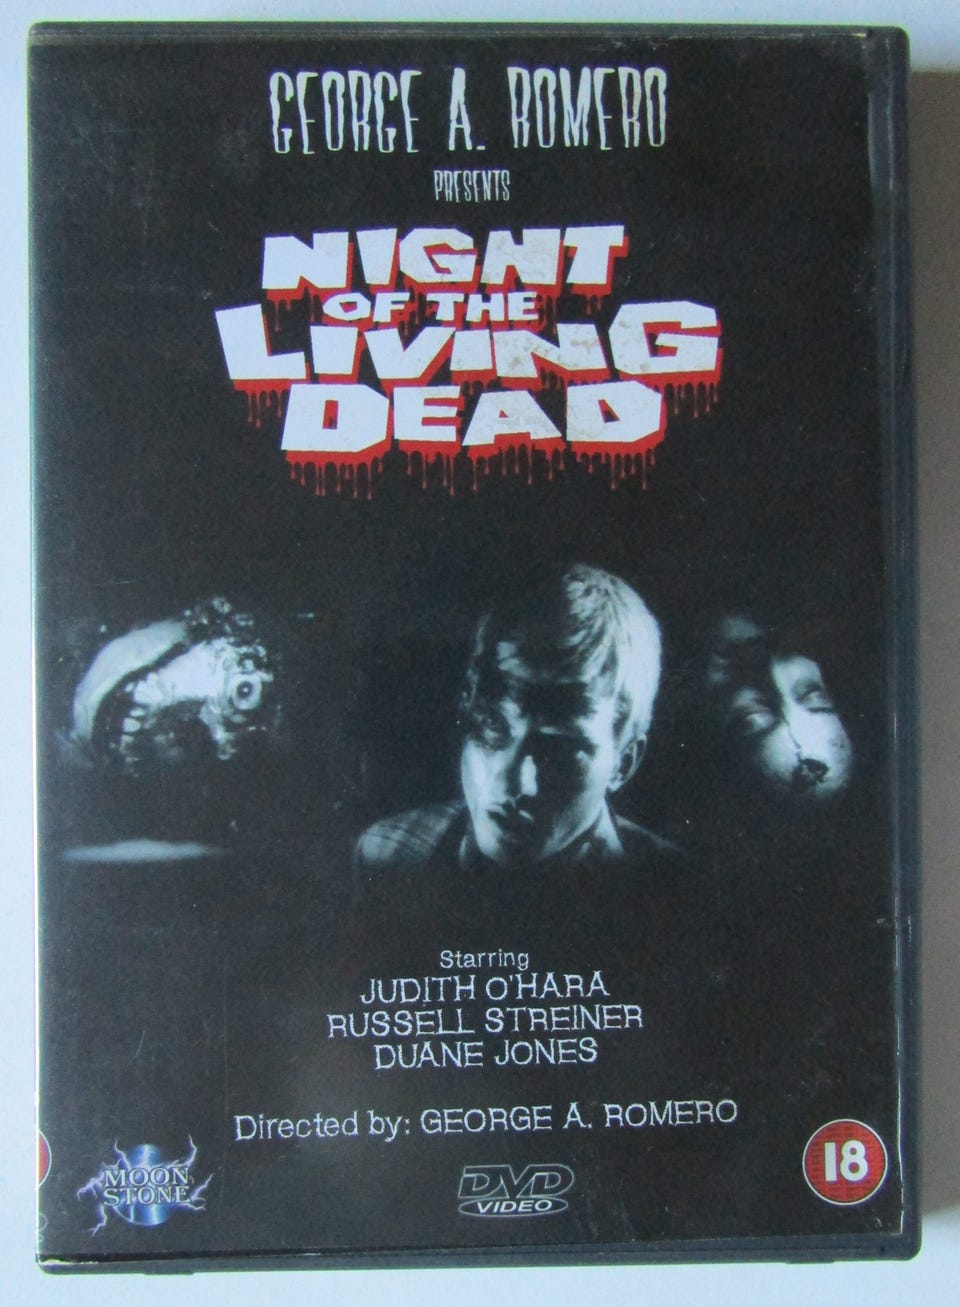 GEORGE A. ROMERO
PRESENTS
NIGHT
OF THE
LIVING
DEAD
Starring
JUDITH O'HARA
RUSSELL STREINER
DUANE JONES
Directed by: GEORGE A. ROMERO
MOON
STONE
DVD
VIDEO
18